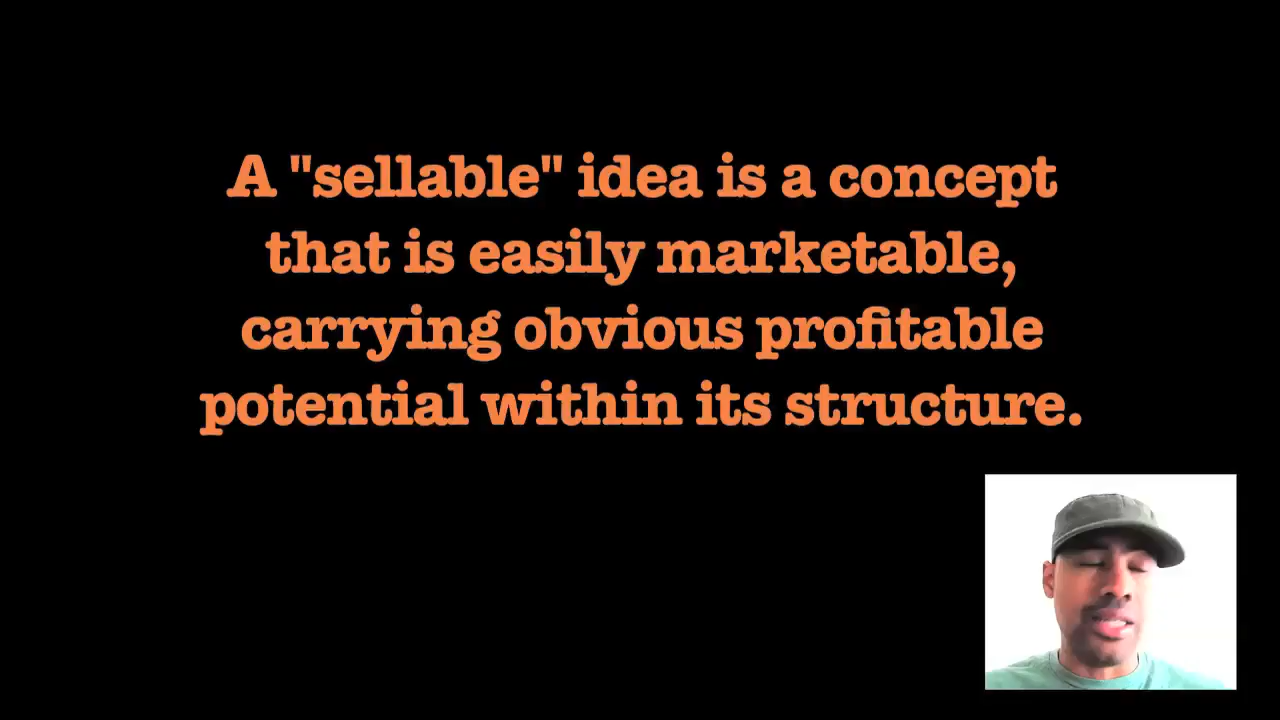 A "sellable" idea is a concept
that is easily marketable,
carrying obvious profitable
potential within its structure.